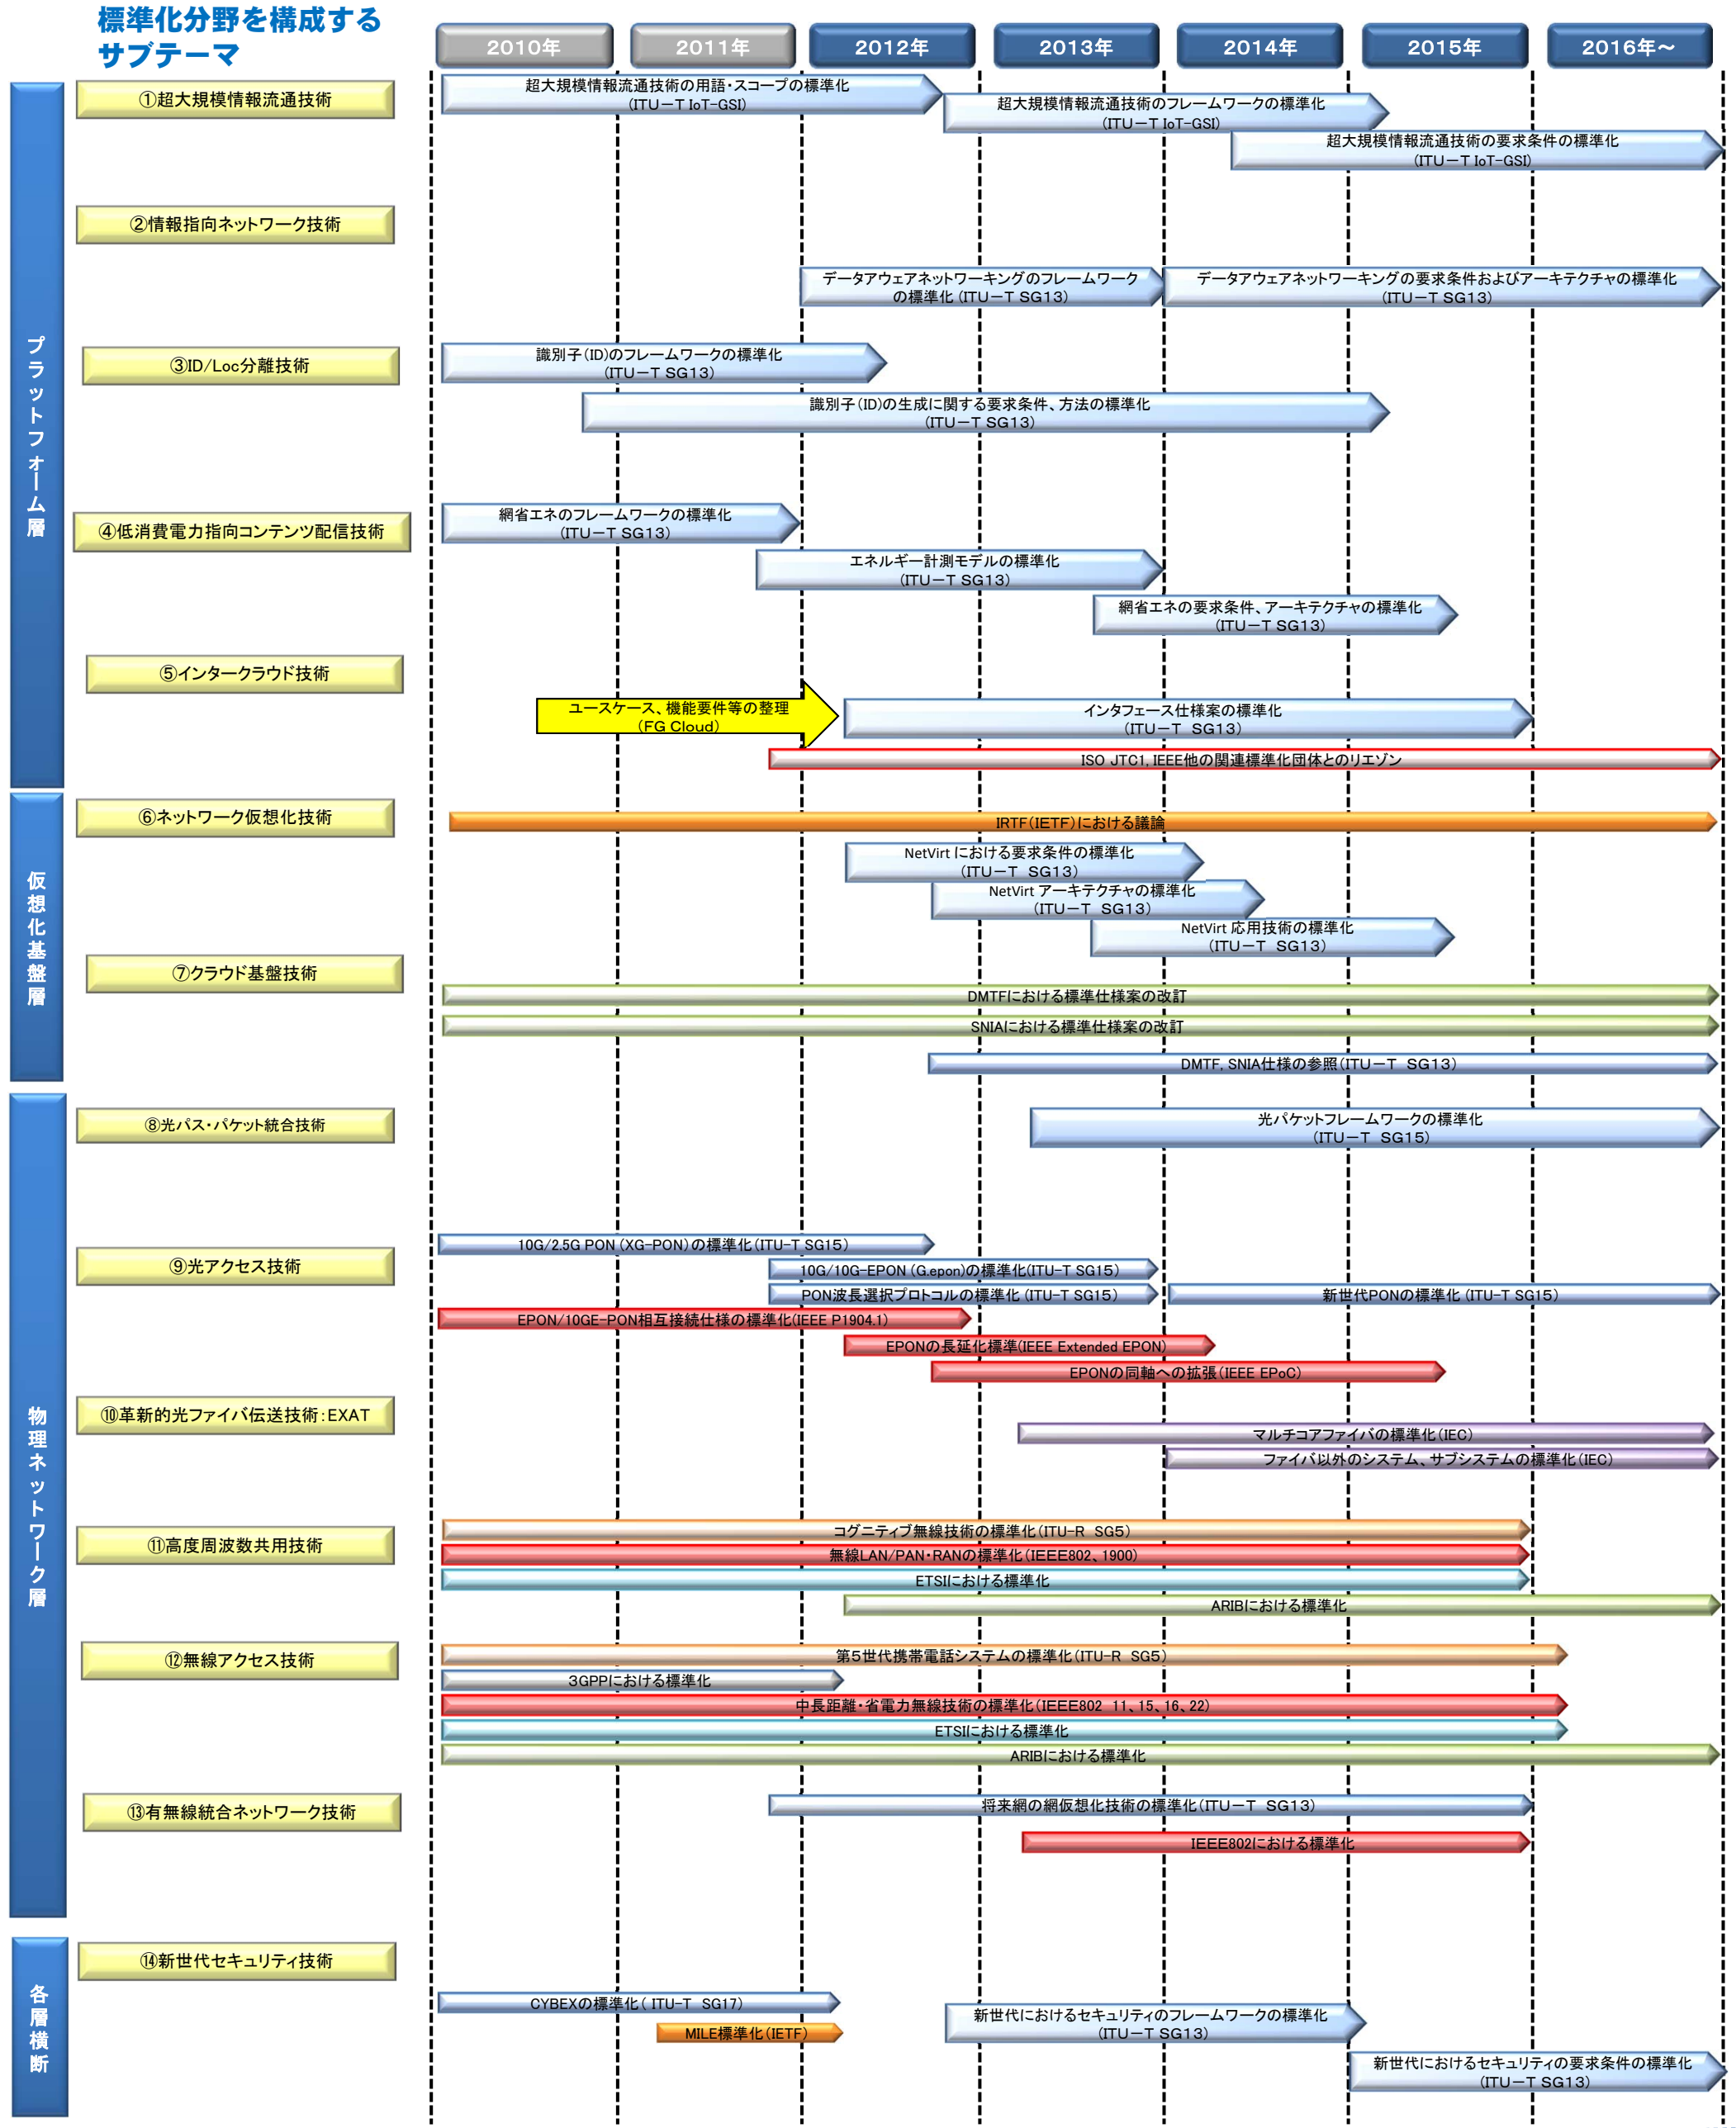 標準化分野を構成する
サブテーマ
2010年
2011年
2012年
2013年
2014年
2015年
2016年～
プラットフォーム層
①超大規模情報流通技術
超大規模情報流通技術の用語・スコープの標準化
(ITU－T IoT-GSI)
超大規模情報流通技術のフレームワークの標準化
(ITU－T IoT-GSI)
超大規模情報流通技術の要求条件の標準化
(ITU－T IoT-GSI)
②情報指向ネットワーク技術
データアウェアネットワーキングのフレームワーク
の標準化 (ITU－T SG13)
データアウェアネットワーキングの要求条件およびアーキテクチャの標準化
(ITU－T SG13)
③ID/Loc分離技術
識別子(ID)のフレームワークの標準化
(ITU－T SG13)
識別子(ID)の生成に関する要求条件、方法の標準化
(ITU－T SG13)
④低消費電力指向コンテンツ配信技術
網省エネのフレームワークの標準化
(ITU－T SG13)
エネルギー計測モデルの標準化
(ITU－T SG13)
網省エネの要求条件、アーキテクチャの標準化
(ITU－T SG13)
⑤インタークラウド技術
ユースケース、機能要件等の整理
(FG Cloud)
インタフェース仕様案の標準化
(ITU－T　SG13)
ISO JTC1, IEEE他の関連標準化団体とのリエゾン
仮想化基盤層
⑥ネットワーク仮想化技術
IRTF(IETF)における議論
NetVirt における要求条件の標準化
(ITU－T　SG13)
NetVirt アーキテクチャの標準化
(ITU－T　SG13)
NetVirt 応用技術の標準化
(ITU－T　SG13)
⑦クラウド基盤技術
DMTFにおける標準仕様案の改訂
SNIAにおける標準仕様案の改訂
DMTF, SNIA仕様の参照(ITU－T　SG13)
物理ネットワーク層
⑧光パス・パケット統合技術
光パケットフレームワークの標準化
(ITU－T　SG15)
⑨光アクセス技術
10G/2.5G PON (XG-PON)の標準化(ITU-T SG15)
10G/10G-EPON (G.epon)の標準化(ITU-T SG15)
PON波長選択プロトコルの標準化 (ITU-T SG15)
新世代PONの標準化 (ITU-T SG15)
EPON/10GE-PON相互接続仕様の標準化(IEEE P1904.1)
EPONの長延化標準(IEEE Extended EPON)
EPONの同軸への拡張(IEEE EPoC)
⑩革新的光ファイバ伝送技術：EXAT
マルチコアファイバの標準化(IEC)
ファイバ以外のシステム、サブシステムの標準化(IEC)
⑪高度周波数共用技術
コグニティブ無線技術の標準化(ITU-R　SG5)
無線LAN/PAN・RANの標準化(IEEE802、1900)
ETSIにおける標準化
ARIBにおける標準化
⑫無線アクセス技術
第5世代携帯電話システムの標準化(ITU-R　SG5)
3GPPにおける標準化
中長距離・省電力無線技術の標準化(IEEE802　11、15、16、22)
ETSIにおける標準化
ARIBにおける標準化
⑬有無線統合ネットワーク技術
将来網の網仮想化技術の標準化(ITU－T　SG13)
IEEE802における標準化
各層横断
⑭新世代セキュリティ技術
CYBEXの標準化( ITU-T　SG17)
MILE標準化(IETF)
新世代におけるセキュリティのフレームワークの標準化
(ITU－T SG13)
新世代におけるセキュリティの要求条件の標準化
(ITU－T SG13)